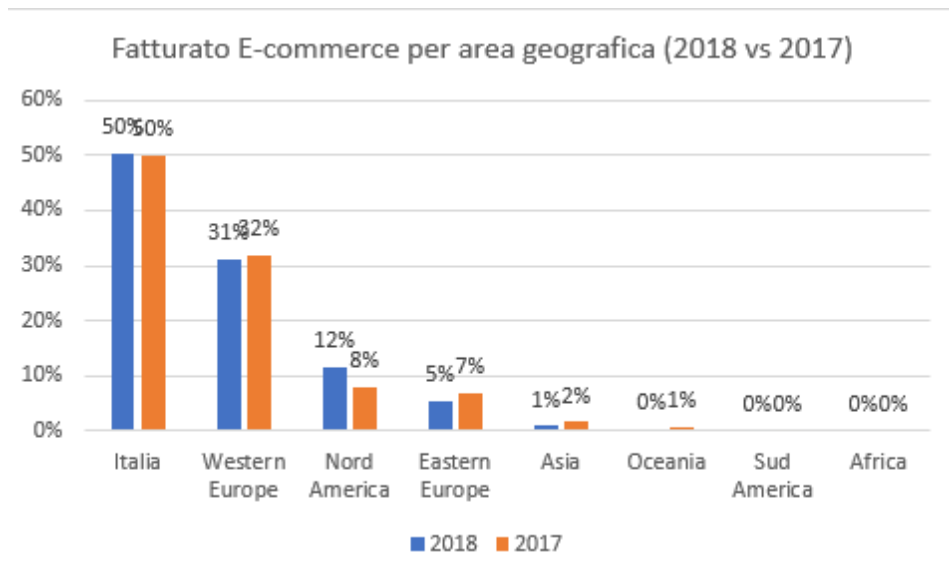 Fatturato E-commerce per area geografica (2018 vs 2017)
60%
50%
40%
30%
20%
10%
0%
50% 50%
31% 32%
12% 8%
5% 7%
1% 2%
0% 1%
0% 0%
0% 0%
Italia
Western
Europe
Nord
America
Eastern
Europe
Asia
Oceania
Sud
America
Africa
2018 2017